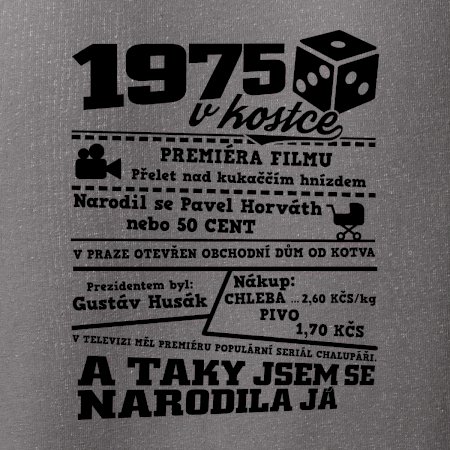 1975
v kostce
PREMIÉRA FILMU
Přelet nad kukaččím hnízdem
Narodil se Pavel Horváth
nebo 50 CENT
V PRAZE OTEVŘEN OBCHODNÍ DŮM OD KOTVA
Prezidentem byl:
Gustáv Husák
Nákup:
CHLEBA ... 2,60 KČS/kg
PIVO
1,70 KČS
V TELEVIZI MĚL PREMIÉRU POPULÁRNÍ SERIÁL CHALUPÁŘI.
A TAKY JSEM SE
NARODILA JÁ